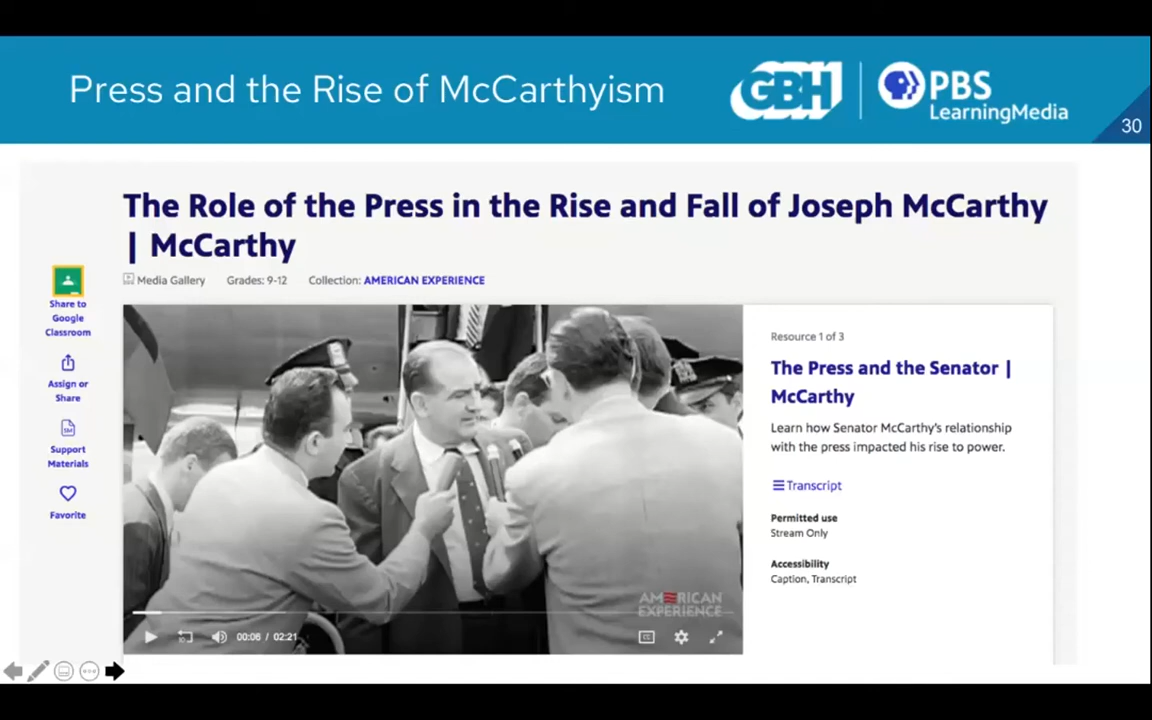 Press and the Rise of McCarthyism
GBH
PBS
LearningMedia
30
The Role of the Press in the Rise and Fall of Joseph McCarthy
| McCarthy
Media Gallery Grades: 9-12 Collection: AMERICAN EXPERIENCE
Share to
Google
Classroom
Assign or
Share
SM
Support
Materials
Favorite
AMERICAN
EXPERIENCE
10
00:06 / 02:21
CC
Resource 1 of 3
The Press and the Senator |
McCarthy
Learn how Senator McCarthy's relationship
with the press impacted his rise to power.
Transcript
Permitted use
Stream Only
Accessibility
Caption, Transcript